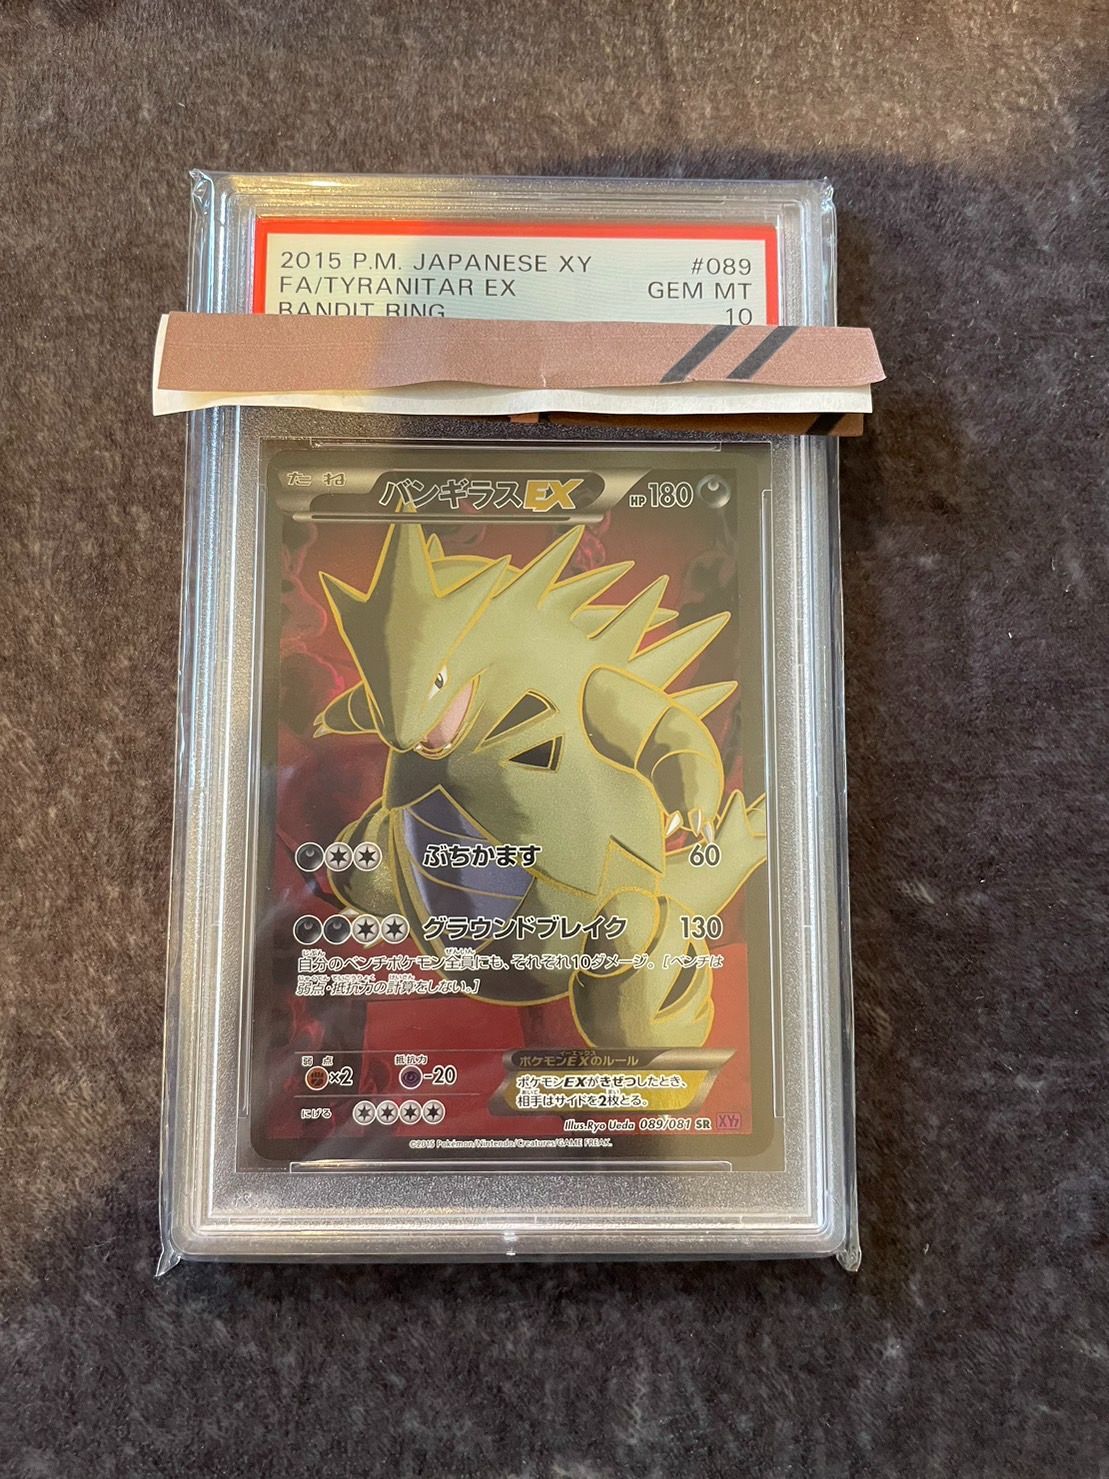 2015 P.M. JAPANESE XY #089
FA/TYRANITAR EX GEM MT
BANDIT RING 10
たね バンギラスEX HP180
ぶちかます 60
グラウンドブレイク 130
自分のベンチポケモン全員にも、それぞれ10ダメージ。[ベンチは
弱点・抵抗力の計算をしない。]
弱点 抵抗力
×2 -20
にげる
ポケモンEXのルール
ポケモンEXがきぜつしたとき、
相手はサイドを2枚とる。
Illus.Ryo Ueda 089/081 SR XY7
©2015 Pokémon/Nintendo/Creatures/GAME FREAK.